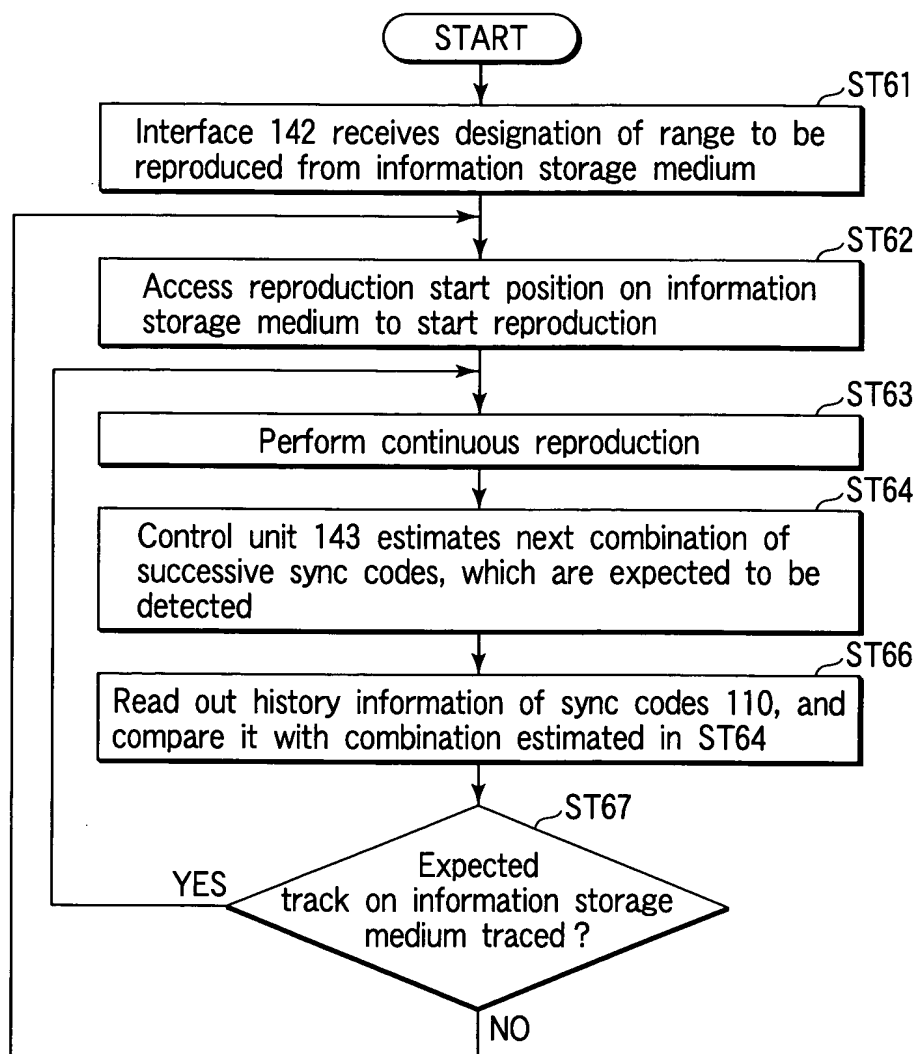 START
ST61
Interface 142 receives designation of range to be
reproduced from information storage medium
ST62
Access reproduction start position on information
storage medium to start reproduction
ST63
Perform continuous reproduction
ST64
Control unit 143 estimates next combination of
successive sync codes, which are expected to be
detected
ST66
Read out history information of sync codes 110, and
compare it with combination estimated in ST64
ST67
Expected
track on information storage
medium traced ?
YES
NO